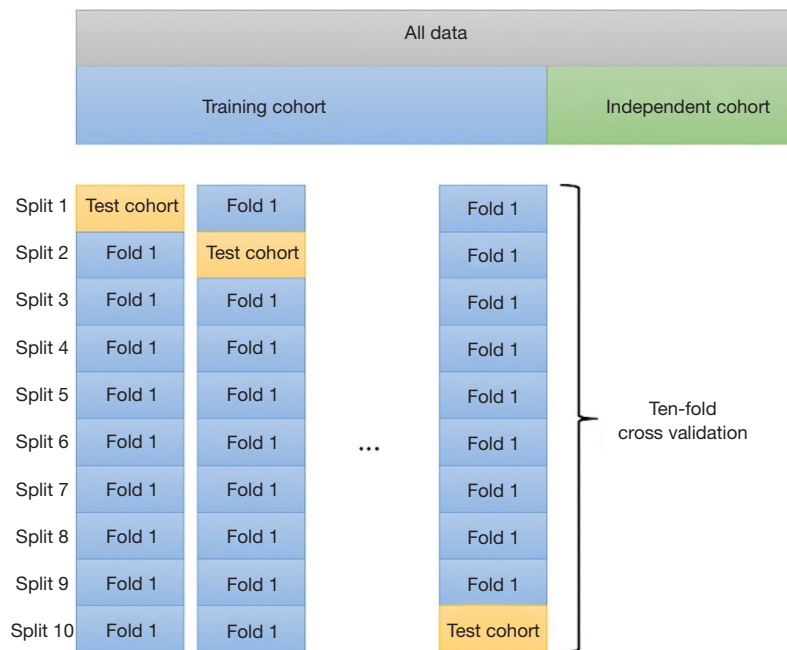 All data
Training cohort Independent cohort
Split 1 Test cohort Fold 1 Fold 1
Split 2 Fold 1 Test cohort Fold 1
Split 3 Fold 1 Fold 1 Fold 1
Split 4 Fold 1 Fold 1 Fold 1
Split 5 Fold 1 Fold 1 Fold 1
Split 6 Fold 1 Fold 1 ... Fold 1
Split 7 Fold 1 Fold 1 Fold 1
Split 8 Fold 1 Fold 1 Fold 1
Split 9 Fold 1 Fold 1 Fold 1
Split 10 Fold 1 Fold 1 Test cohort
Ten-fold
cross validation